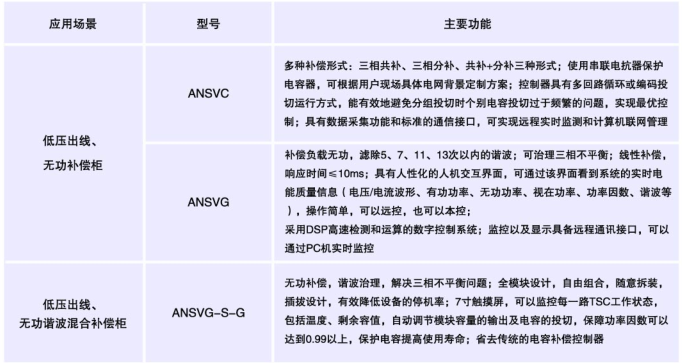 应用场景
型号
主要功能
低压出线、
无功补偿柜
ANSVC
多种补偿形式：三相共补、三相分补、共补+分补三种形式；使用串联电抗器保护
电容器，可根据用户现场具体电网背景定制方案；控制器具有多回路循环或编码投
切运行方式，能有效地避免分组投切时个别电容投切过于频繁的问题，实现最优控
制；具有数据采集功能和标准的通信接口，可实现远程实时监测和计算机联网管理
ANSVG
补偿负载无功，滤除5、7、11、13次以内的谐波；可治理三相不平衡；线性补偿，
响应时间≤10ms；具有人性化的人机交互界面，可通过该界面看到系统的实时电
能质量信息（电压/电流波形、有功功率、无功功率、视在功率、功率因数、谐波等
），操作简单，可以远控，也可以本控；
采用DSP高速检测和运算的数字控制系统；监控以及显示具备远程通讯接口，可以
通过PC机实时监控
低压出线、
无功谐波混合补偿柜
ANSVG-S-G
无功补偿，谐波治理，解决三相不平衡问题；全模块设计，自由组合，随意拆装，
插拔设计，有效降低设备的停机率；7寸触摸屏，可以监控每一路TSC工作状态，
包括温度、剩余容值，自动调节模块容量的输出及电容的投切，保障功率因数可以
达到0.99以上，保护电容提高使用寿命；省去传统的电容补偿控制器